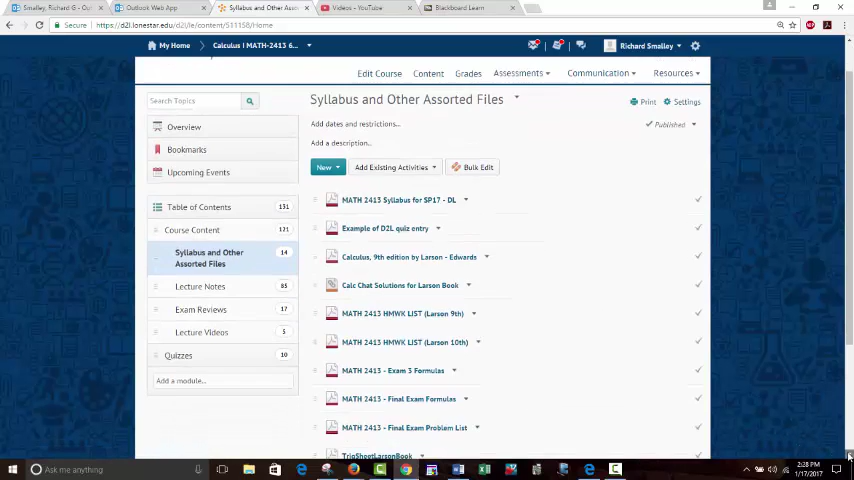 Smalley, Richard G - Out
Outlook Web App
Syllabus and Other Assor
Videos - YouTube
Blackboard Learn
Secure
https://d2l.lonestar.edu/d2l/le/content/511158/Home
My Home
Calculus I MATH-2413 6...
Richard Smalley
Edit Course
Content
Grades
Assessments
Communication
Resources
Search Topics
Syllabus and Other Assorted Files
Print
Settings
Overview
Add dates and restrictions...
Published
Bookmarks
Add a description...
Upcoming Events
New
Add Existing Activities
Bulk Edit
Table of Contents 131
MATH 2413 Syllabus for SP17 - DL
Course Content 121
Example of D2L quiz entry
Syllabus and Other
Assorted Files 14
Calculus, 9th edition by Larson - Edwards
Lecture Notes 85
Calc Chat Solutions for Larson Book
Exam Reviews 17
MATH 2413 HMWK LIST (Larson 9th)
Lecture Videos 5
MATH 2413 HMWK LIST (Larson 10th)
Quizzes 10
MATH 2413 - Exam 3 Formulas
Add a module...
MATH 2413 - Final Exam Formulas
MATH 2413 - Final Exam Problem List
TrigSheetLarsonBook
Ask me anything
2:28 PM
1/17/2017